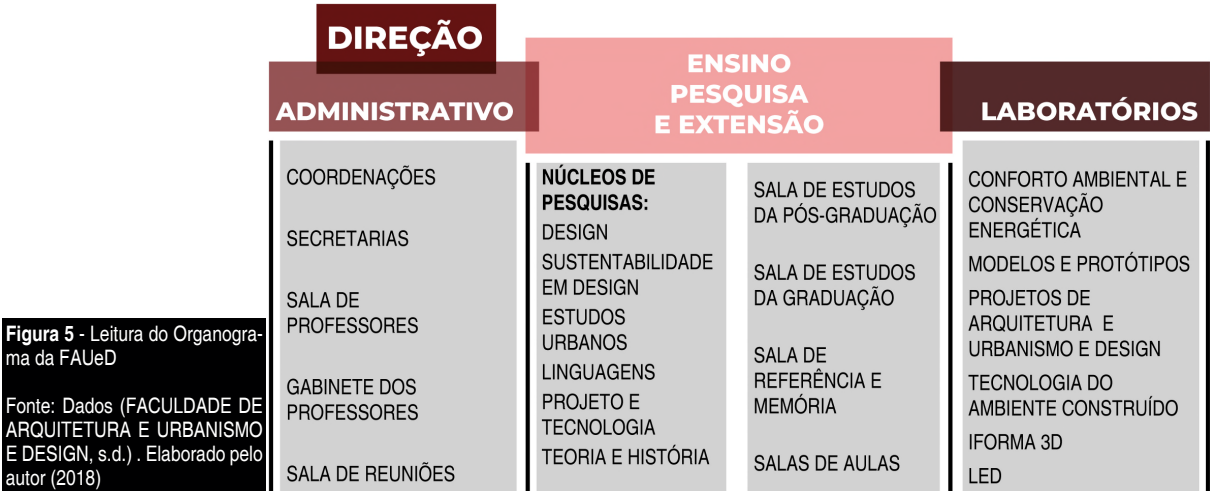 DIREÇÃO
ADMINISTRATIVO
ENSINO
PESQUISA
E EXTENSÃO
LABORATÓRIOS
COORDENAÇÕES
SECRETARIAS
SALA DE
PROFESSORES
GABINETE DOS
PROFESSORES
SALA DE REUNIÕES
NÚCLEOS DE
PESQUISAS:
DESIGN
SUSTENTABILIDADE
EM DESIGN
ESTUDOS
URBANOS
LINGUAGENS
PROJETO E
TECNOLOGIA
TEORIA E HISTÓRIA
SALA DE ESTUDOS
DA PÓS-GRADUAÇÃO
SALA DE ESTUDOS
DA GRADUAÇÃO
SALA DE
REFERÊNCIA E
MEMÓRIA
SALAS DE AULAS
CONFORTO AMBIENTAL E
CONSERVAÇÃO
ENERGÉTICA
MODELOS E PROTÓTIPOS
PROJETOS DE
ARQUITETURA E
URBANISMO E DESIGN
TECNOLOGIA DO
AMBIENTE CONSTRUÍDO
IFORMA 3D
LED
Figura 5 - Leitura do Organogra-
ma da FAUeD
Fonte: Dados (FACULDADE DE
ARQUITETURA E URBANISMO
E DESIGN, s.d.) . Elaborado pelo
autor (2018)